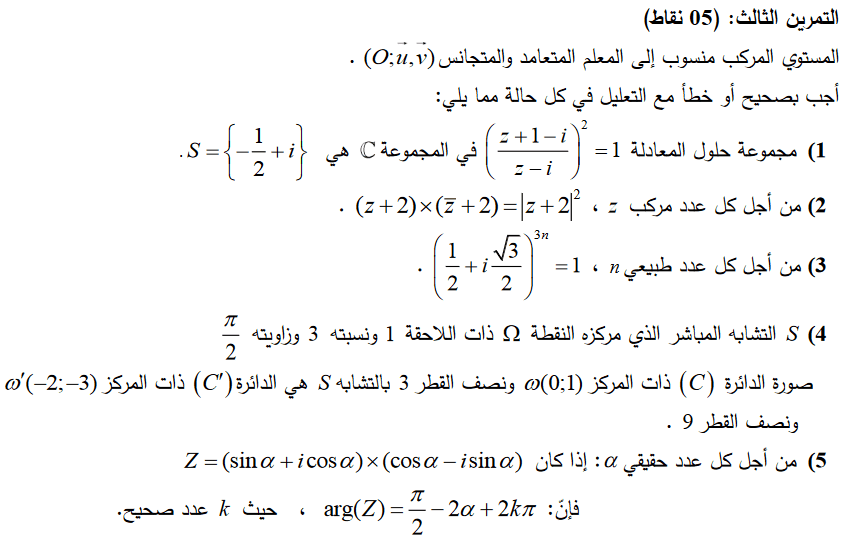 التمرين الثالث: (05 نقاط)
المستوي المركب منسوب إلى المعلم المتعامد والمتجانس $(O;\vec{u},\vec{v})$ .
أجب بصحيح أو خطأ مع التعليل في كل حالة مما يلي:
1) مجموعة حلول المعادلة $\left(\frac{z+1-i}{z-i}\right)^2=1$ في المجموعة $\mathbb{C}$ هي $S=\left\{-\frac{1}{2}+i\right\}$.
2) من أجل كل عدد مركب $z$ ، $(z+2)\times(\bar{z}+2)=|z+2|^2$ .
3) من أجل كل عدد طبيعي $n$ ، $\left(\frac{1}{2}+i\frac{\sqrt{3}}{2}\right)^{3n}=1$ .
4) $S$ التشابه المباشر الذي مركزه النقطة $\Omega$ ذات اللاحقة 1 ونسبته 3 وزاويته $\frac{\pi}{2}$
صورة الدائرة $(C)$ ذات المركز $\omega(0;1)$ ونصف القطر 3 بالتشابه $S$ هي الدائرة $(C')$ ذات المركز $\omega'(-2;-3)$
ونصف القطر 9 .
5) من أجل كل عدد حقيقي $\alpha$ : إذا كان $Z=(\sin\alpha+i\cos\alpha)\times(\cos\alpha-i\sin\alpha)$
فإنّ: $\arg(Z)=\frac{\pi}{2}-2\alpha+2k\pi$ ، حيث $k$ عدد صحيح.